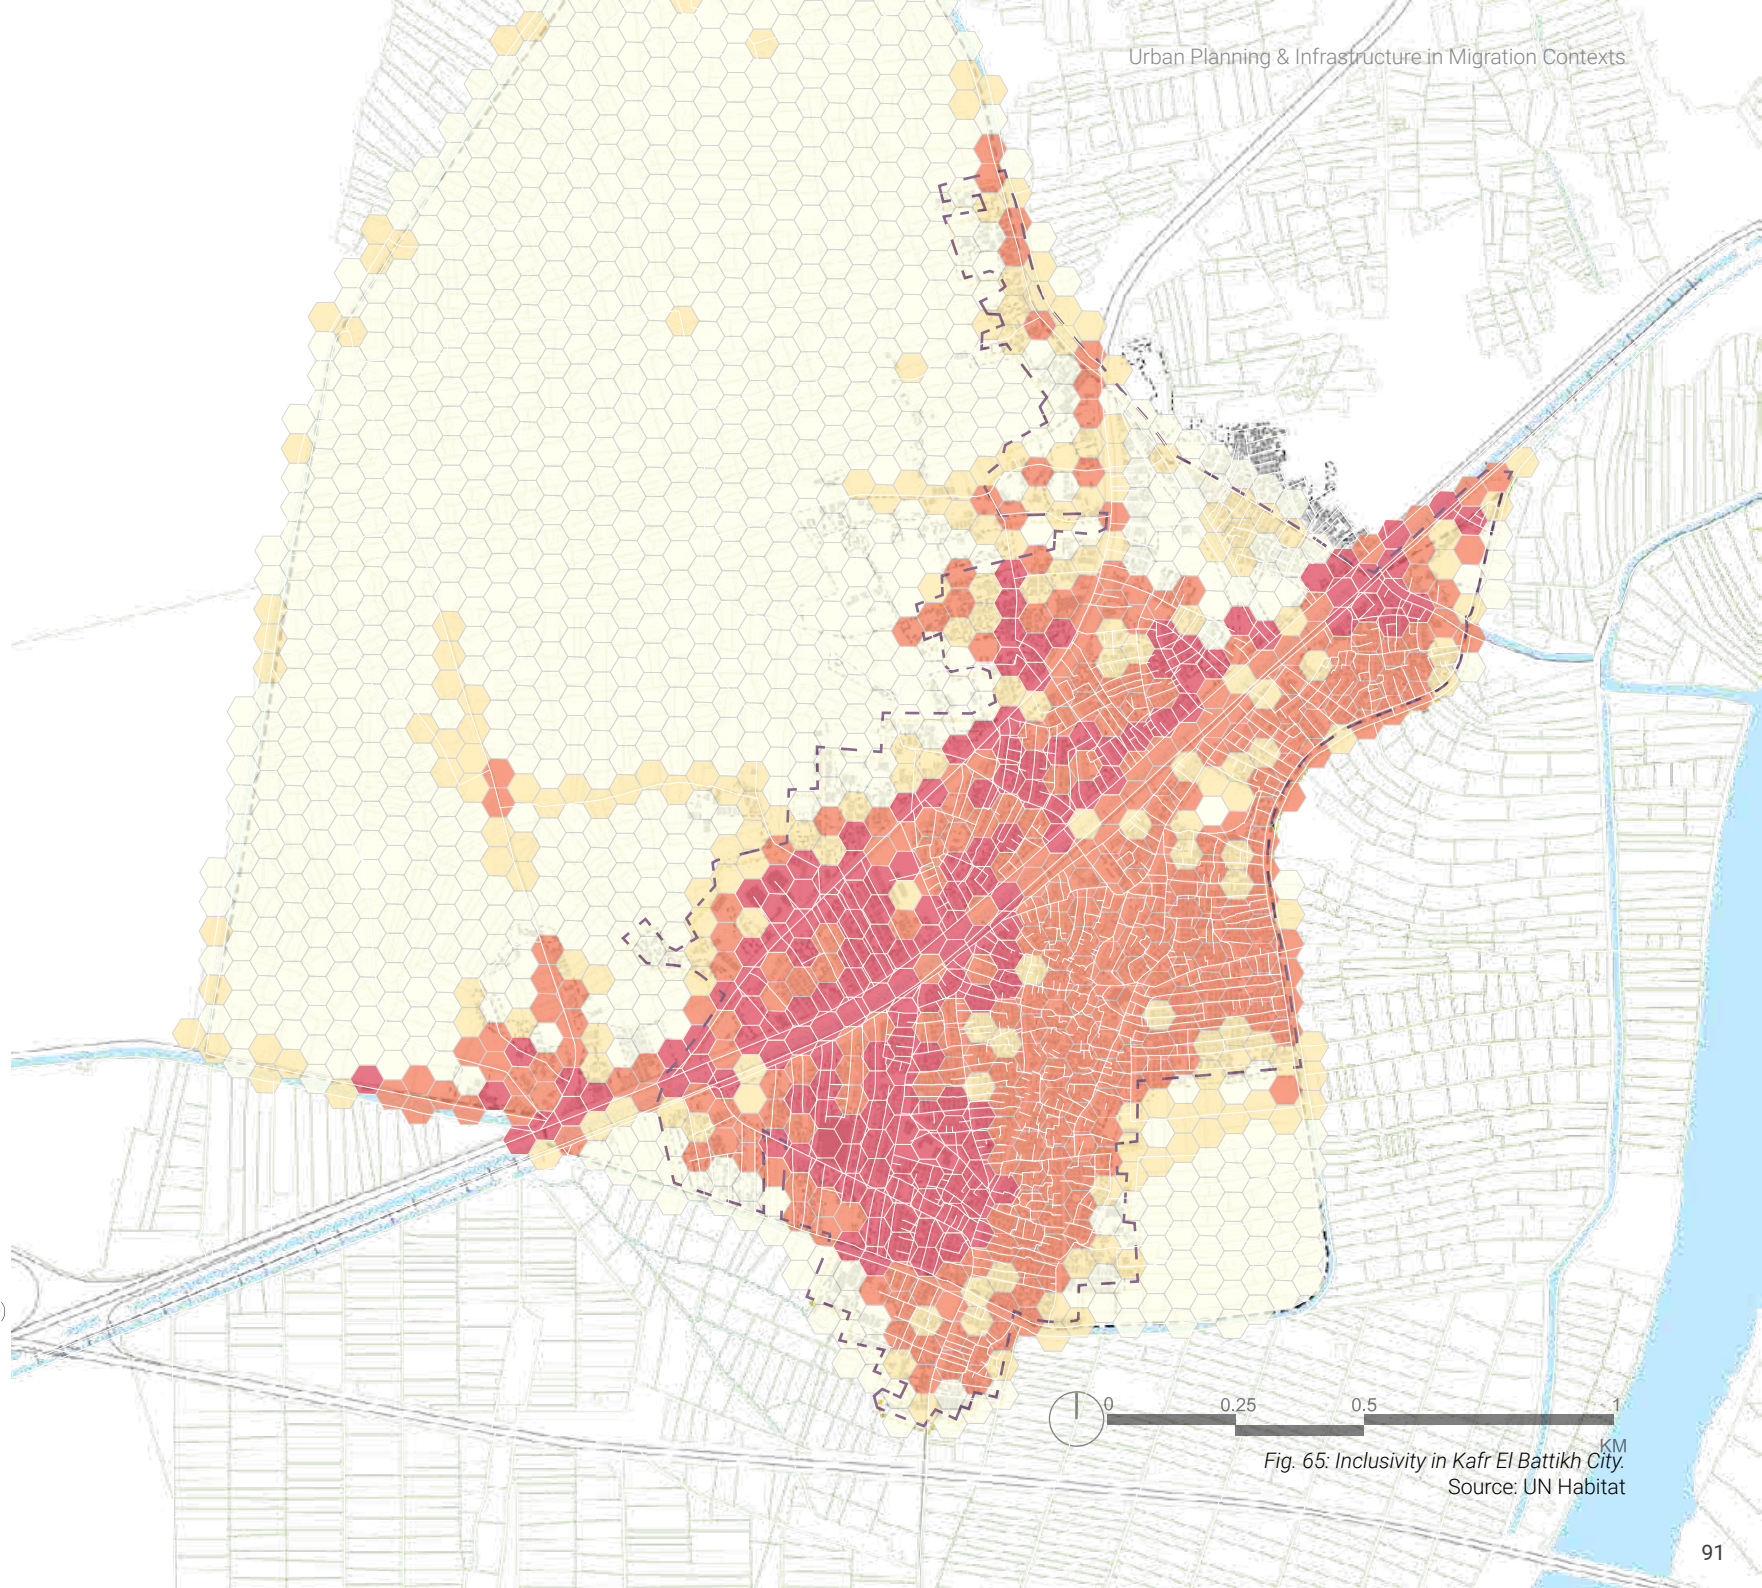 Urban Planning & Infrastructure in Migration Contexts
)
0 0.25 0.5 1
KM
Fig. 65: Inclusivity in Kafr El Battikh City.
Source: UN Habitat
91